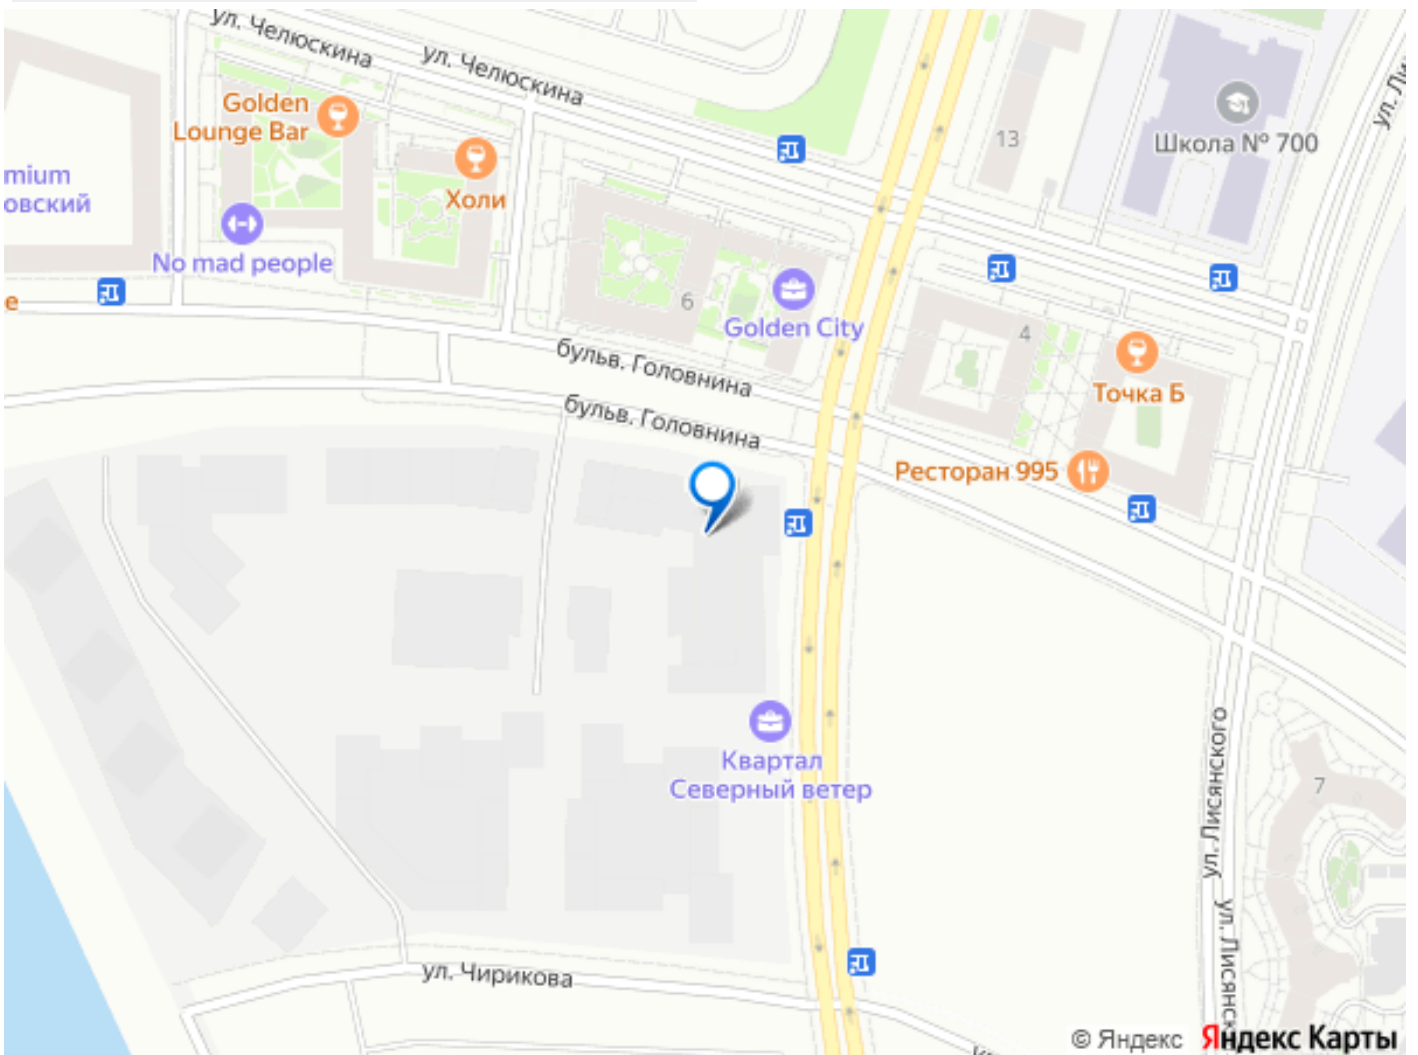 ул. Челюскина
ул. Челюскина
Golden
Lounge Bar
Холи
13
Школа № 700
mium
овский
No mad people
е
6
Golden City
4
Точка Б
бульв. Головнина
бульв. Головнина
Ресторан 995
Квартал
Северный ветер
ул. Лисянского
7
ул. Чирикова
© Яндекс Яндекс Карты